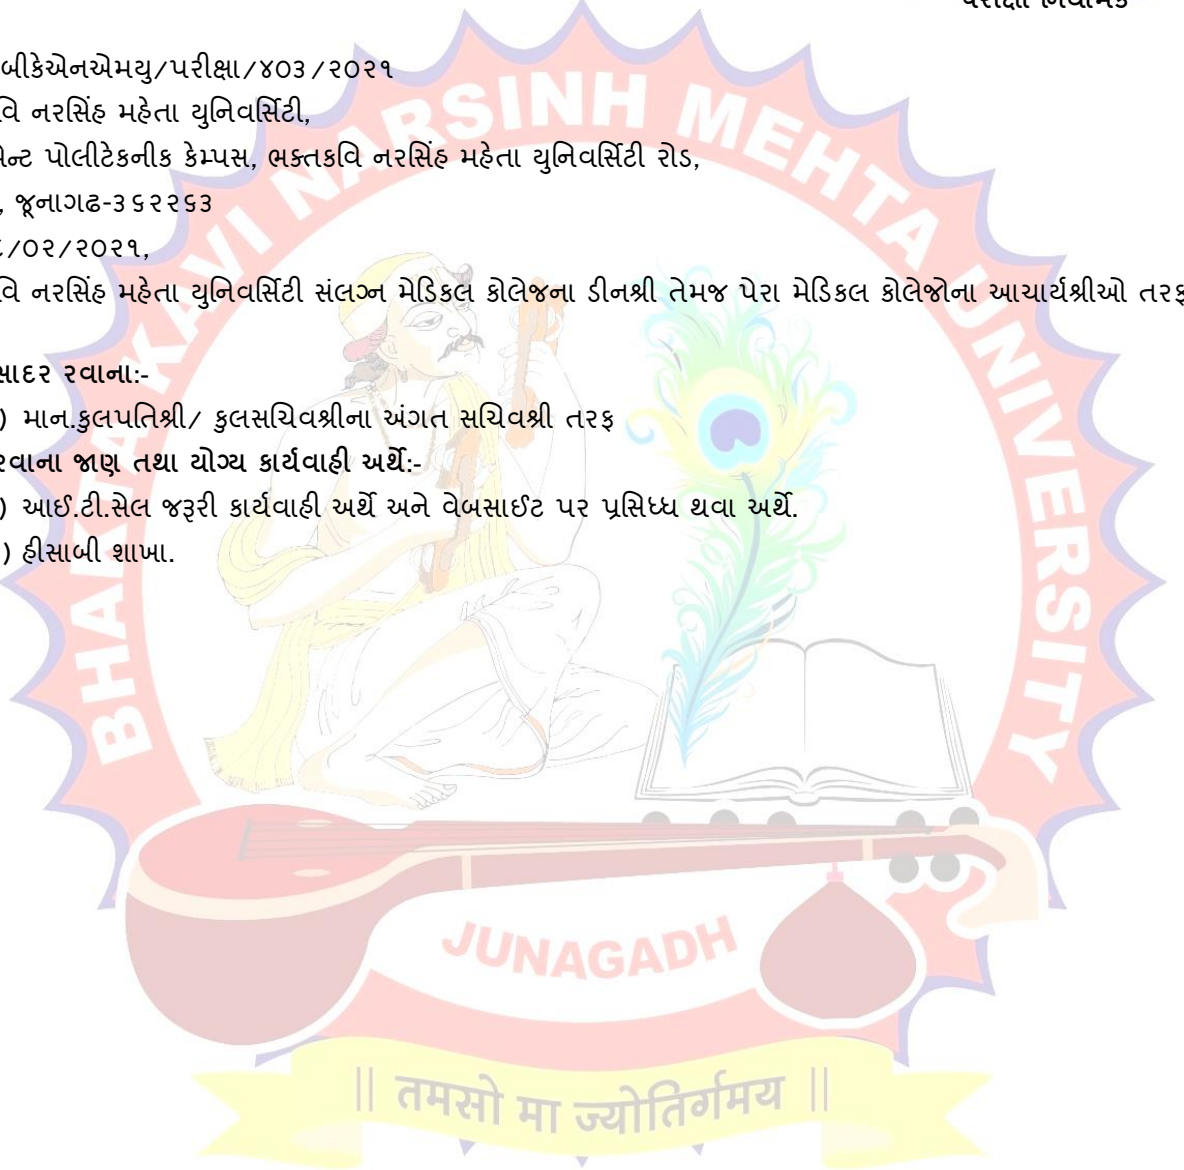 પરીક્ષા નિયામક
બીકેએનએમયુ/પરીક્ષા/૪૦૩/૨૦૨૧
વિ નરસિંહ મહેતા યુનિવર્સિટી,
મેન્ટ પોલીટેકનીક કેમ્પસ, ભક્તકવિ નરસિંહ મહેતા યુનિવર્સિટી રોડ,
, જૂનાગઢ-૩૬૨૨૬૩
/૦૨/૨૦૨૧,
વિ નરસિંહ મહેતા યુનિવર્સિટી સંલગ્ન મેડિકલ કોલેજના ડીનશ્રી તેમજ પેરા મેડિકલ કોલેજોના આચાર્યશ્રીઓ તરફ
સાદર રવાના:-
) માન.કુલપતિશ્રી/ કુલસચિવશ્રીના અંગત સચિવશ્રી તરફ
રવાના જાણ તથા યોગ્ય કાર્યવાહી અર્થે:-
) આઈ.ટી.સેલ જરૂરી કાર્યવાહી અર્થે અને વેબસાઈટ પર પ્રસિધ્ધ થવા અર્થે.
) હીસાબી શાખા.
BHAKTAKAVI NARSINH MEHTA UNIVERSITY
JUNAGADH
|| तमसो मा ज्योतिर्गमय ||